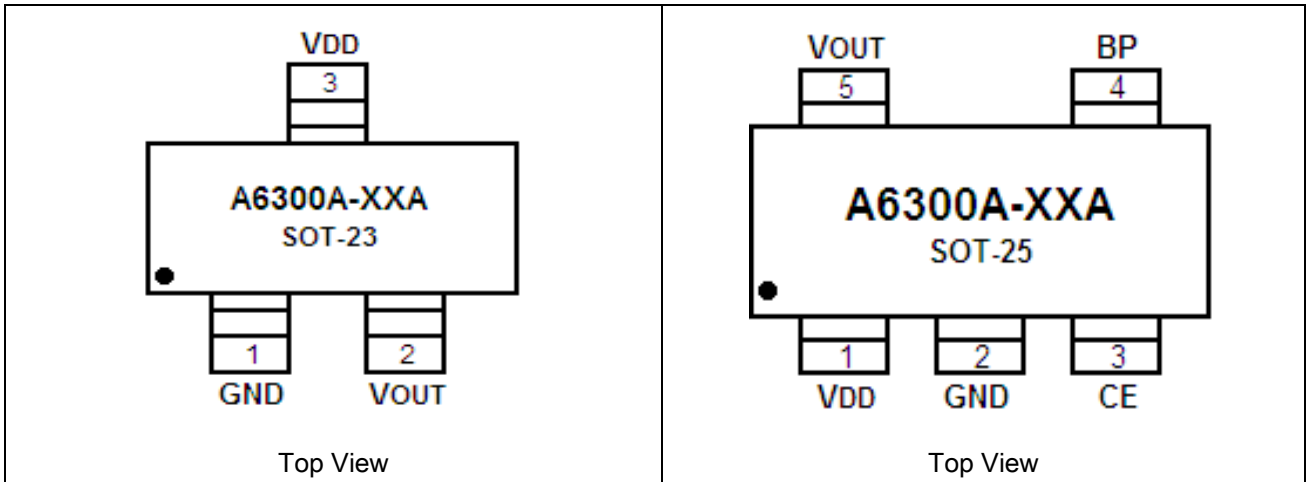 VDD
3
A6300A-XXA
SOT-23
1
2
GND
VOUT
Top View
VOUT
BP
5
4
A6300A-XXA
SOT-25
1
2
3
VDD
GND
CE
Top View